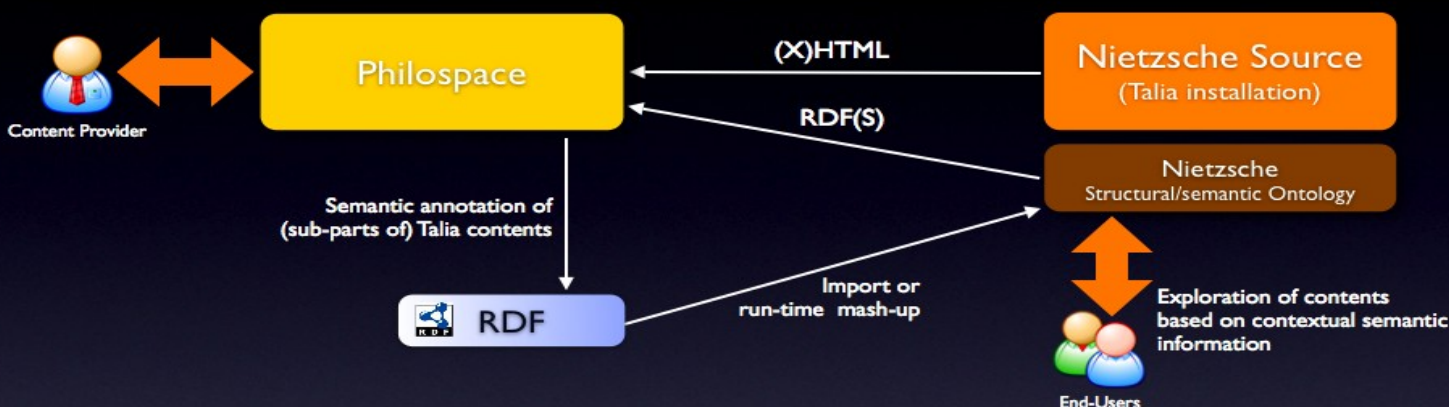 Content Provider
Philospace
(X)HTML
RDF(S)
Nietzsche Source
(Talia installation)
Nietzsche
Structural/semantic Ontology
Semantic annotation of
(sub-parts of) Talia contents
RDF
RDF
Import or
run-time mash-up
Exploration of contents
based on contextual semantic
information
End-Users